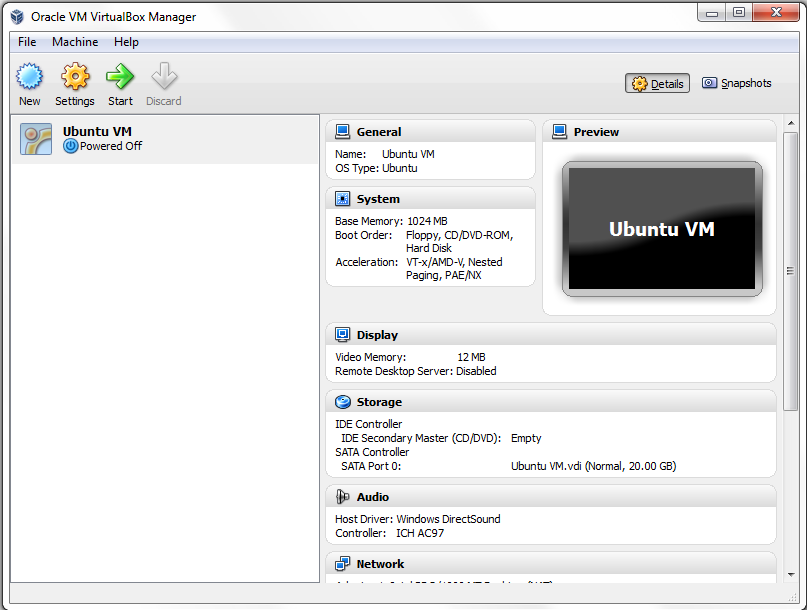 Oracle VM VirtualBox Manager
File Machine Help
New Settings Start Discard
Details Snapshots
Ubuntu VM
Powered Off
General
Name: Ubuntu VM
OS Type: Ubuntu
System
Base Memory: 1024 MB
Boot Order: Floppy, CD/DVD-ROM,
Hard Disk
Acceleration: VT-x/AMD-V, Nested
Paging, PAE/NX
Preview
Ubuntu VM
Display
Video Memory: 12 MB
Remote Desktop Server: Disabled
Storage
IDE Controller
IDE Secondary Master (CD/DVD): Empty
SATA Controller
SATA Port 0: Ubuntu VM.vdi (Normal, 20.00 GB)
Audio
Host Driver: Windows DirectSound
Controller: ICH AC97
Network